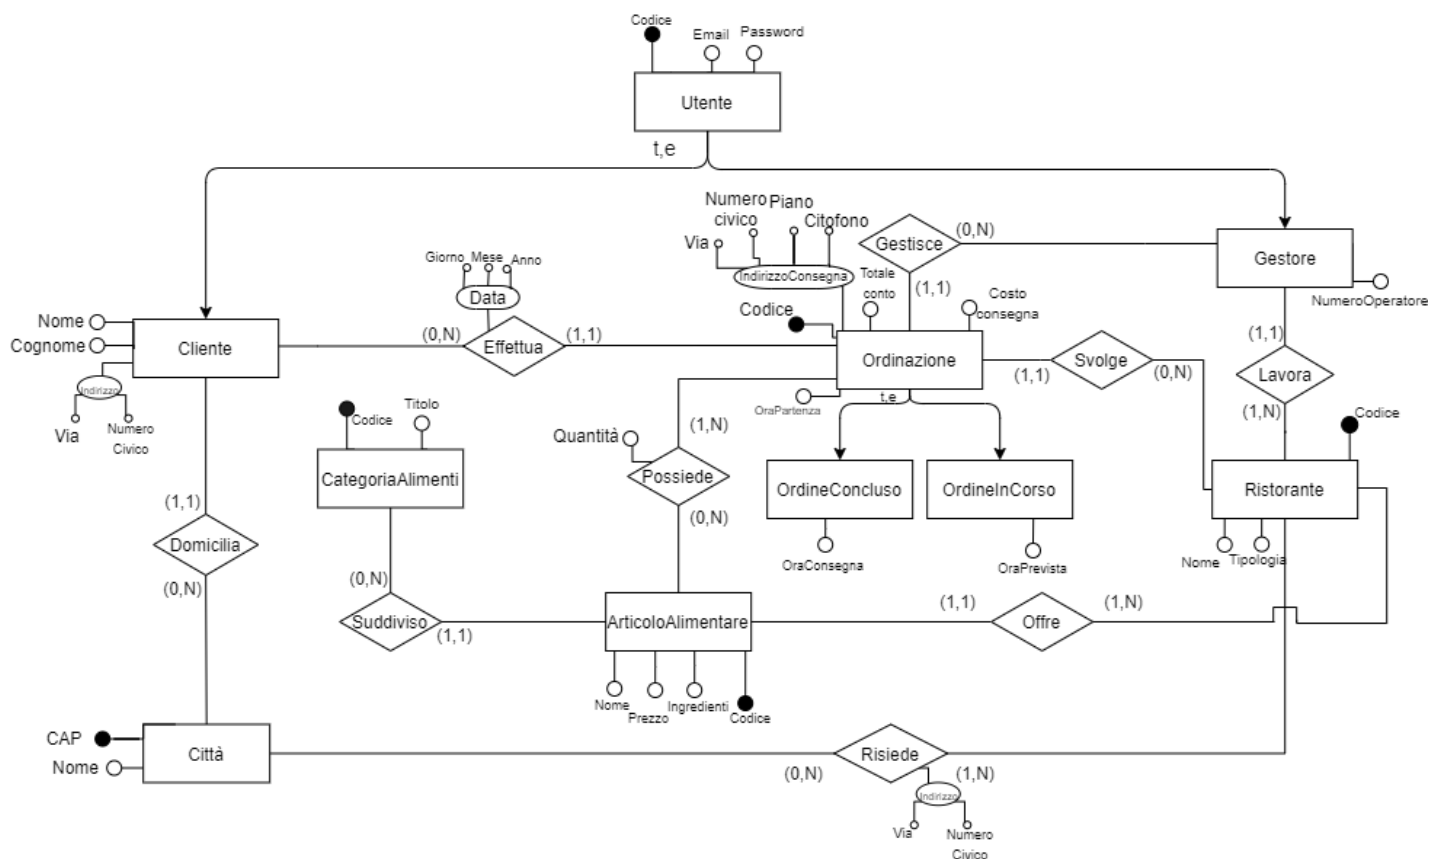 Codice
Email
Password
Utente
t,e
Numero
civico
Piano
Citofono
Via
IndirizzoConsegna
Gestisce
(0,N)
(1,1)
Gestore
NumeroOperatore
Giorno
Mese
Anno
Data
Totale
conto
Costo
consegna
Codice
Nome
Cognome
Cliente
Indirizzo
Via
Numero
Civico
(0,N)
Effettua
(1,1)
Ordinazione
OraPartenza
t,e
(1,1)
Svolge
(0,N)
(1,1)
Lavora
(1,N)
Codice
Titolo
Codice
CategoriaAlimenti
Quantità
(1,N)
Possiede
(0,N)
OrdineConcluso
OrdineInCorso
OraConsegna
OraPrevista
Ristorante
Nome
Tipologia
(1,1)
Domicilia
(0,N)
(0,N)
Suddiviso
(1,1)
ArticoloAlimentare
(1,1)
Offre
(1,N)
Nome
Prezzo
Ingredienti
Codice
CAP
Nome
Città
(0,N)
Risiede
(1,N)
Indirizzo
Via
Numero
Civico